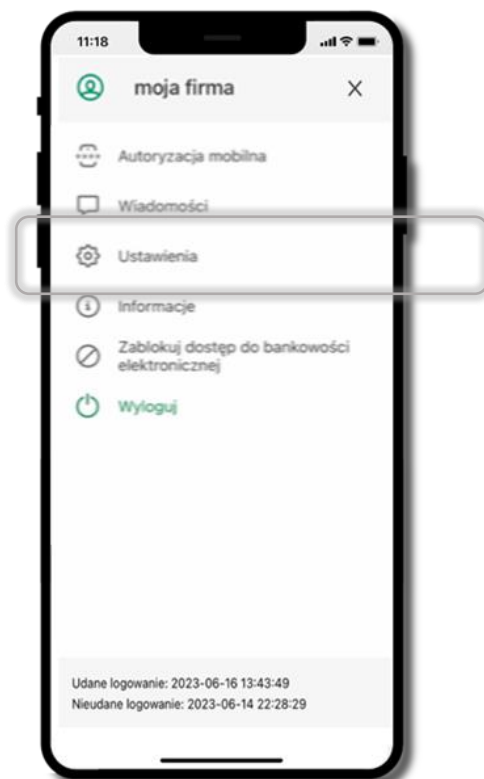 11:18
moja firma
Autoryzacja mobilna
Wiadomości
Ustawienia
Informacje
Zablokuj dostęp do bankowości
elektronicznej
Wyloguj
Udane logowanie: 2023-06-16 13:43:49
Nieudane logowanie: 2023-06-14 22:28:29